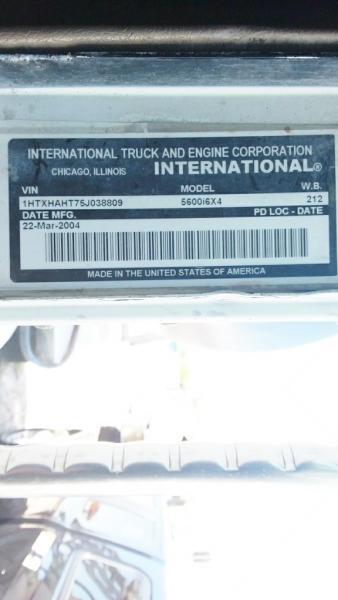 INTERNATIONAL TRUCK AND ENGINE CORPORATION
CHICAGO, ILLINOIS INTERNATIONAL®
VIN MODEL W.B.
1HTXHAHT75J038809 5600i6X4 212
DATE MFG. PD LOC - DATE
22-Mar-2004
MADE IN THE UNITED STATES OF AMERICA